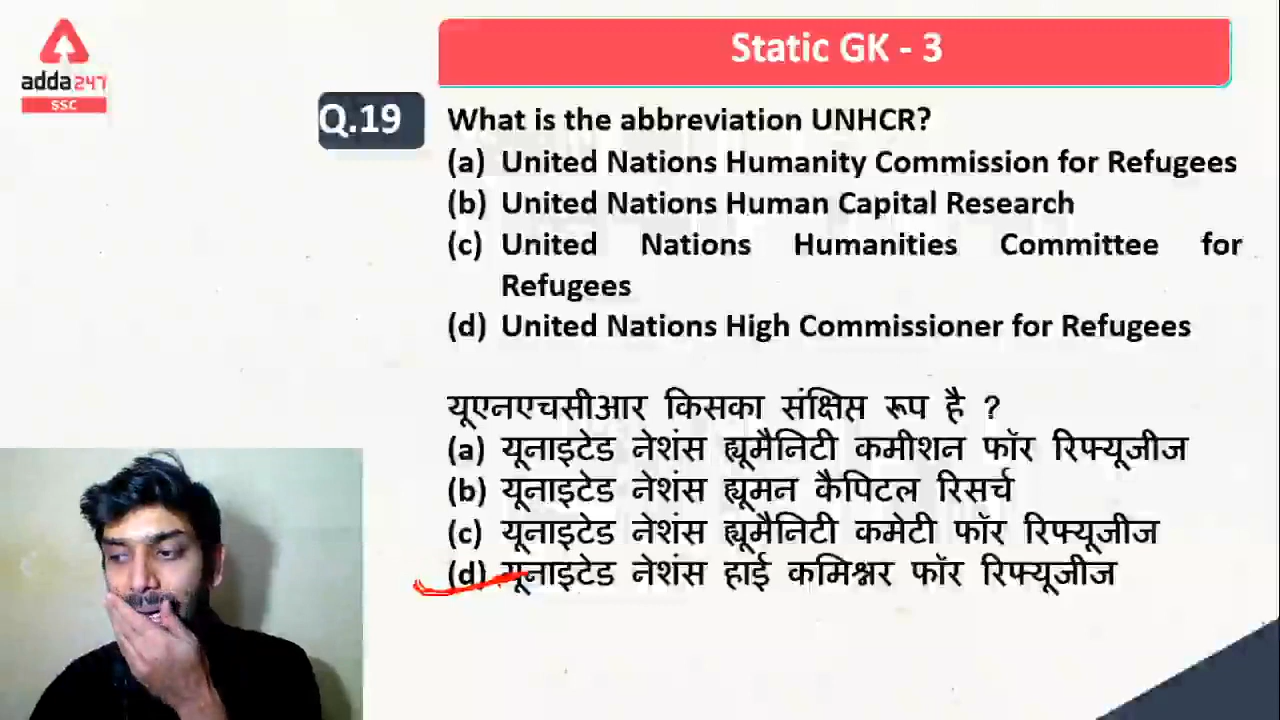 adda247
SSC
Static GK - 3
Q.19
What is the abbreviation UNHCR?
(a) United Nations Humanity Commission for Refugees
(b) United Nations Human Capital Research
(c) United Nations Humanities Committee for
Refugees
(d) United Nations High Commissioner for Refugees
यूएनएचसीआर किसका संक्षिप्त रूप है ?
(a) यूनाइटेड नेशंस ह्यूमैनिटी कमीशन फॉर रिफ्यूजीज
(b) यूनाइटेड नेशंस ह्यूमन कैपिटल रिसर्च
(c) यूनाइटेड नेशंस ह्यूमैनिटी कमेटी फॉर रिफ्यूजीज
(d) यूनाइटेड नेशंस हाई कमिश्नर फॉर रिफ्यूजीज